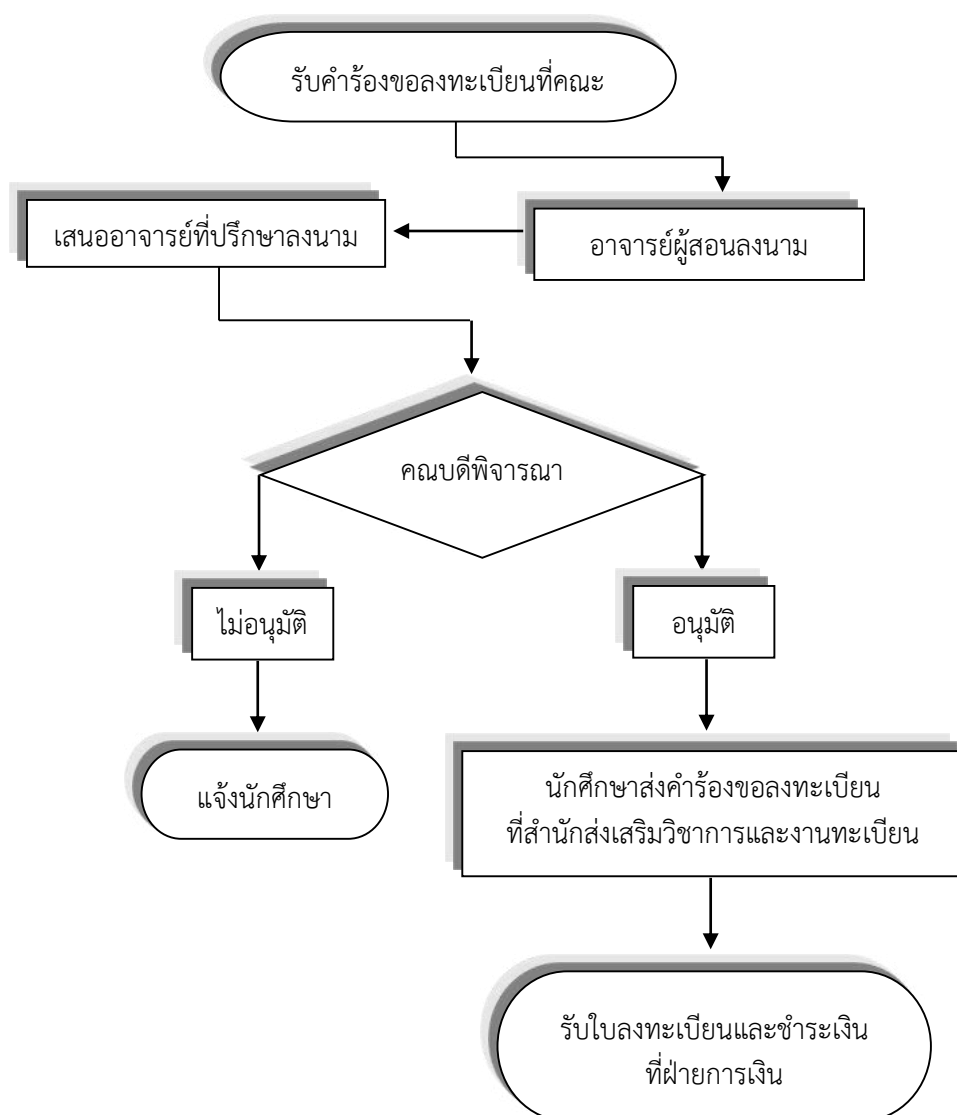 รับคำร้องขอลงทะเบียนที่คณะ
อาจารย์ผู้สอนลงนาม
เสนออาจารย์ที่ปรึกษาลงนาม
คณบดีพิจารณา
ไม่อนุมัติ
อนุมัติ
แจ้งนักศึกษา
นักศึกษาส่งคำร้องขอลงทะเบียน
ที่สำนักส่งเสริมวิชาการและงานทะเบียน
รับใบลงทะเบียนและชำระเงิน
ที่ฝ่ายการเงิน